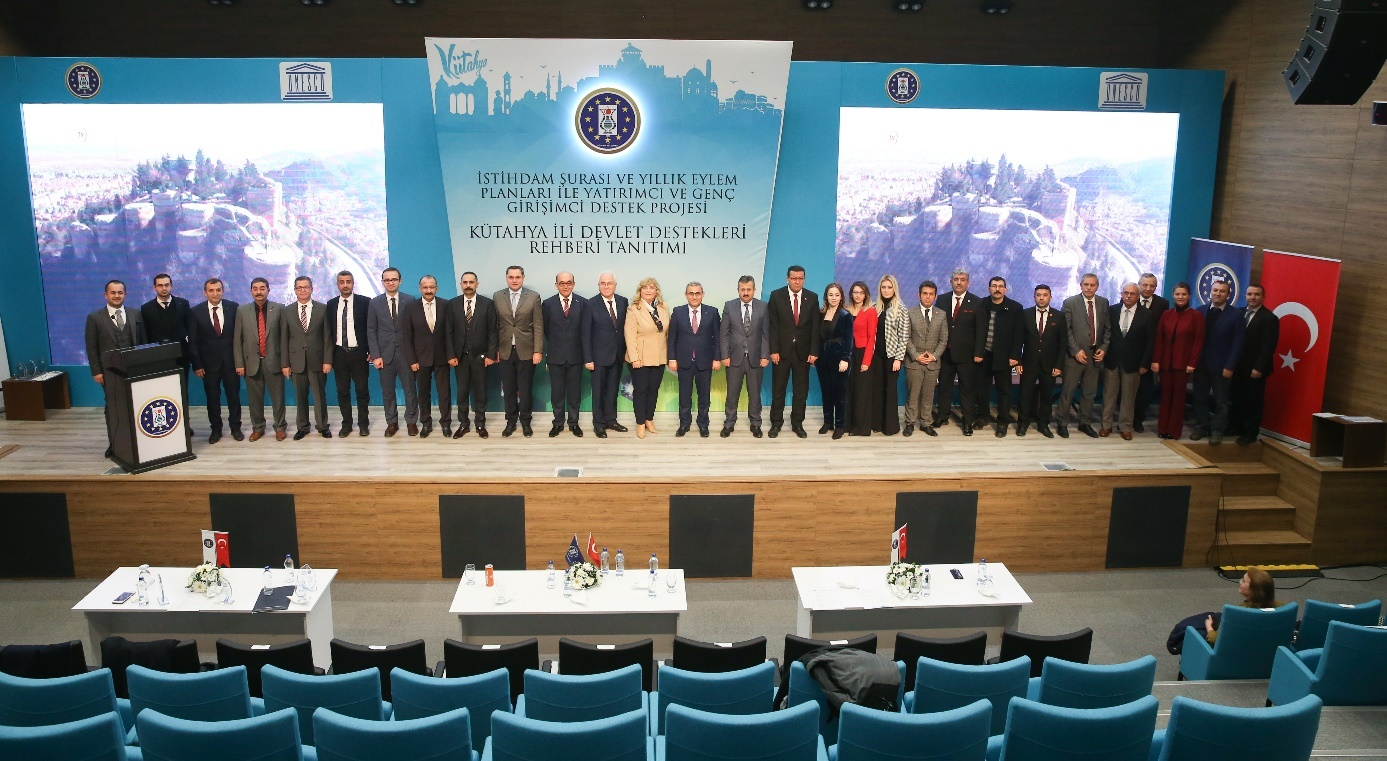 UNESCO
Kütahya
UNESCO
İSTİHDAM ŞURASI VE YILLIK EYLEM
PLANLARI İLE YATIRIMCI VE GENÇ
GİRİŞİMCİ DESTEK PROJESİ
KÜTAHYA İLİ DEVLET DESTEKLERİ
REHBERİ TANITIMI